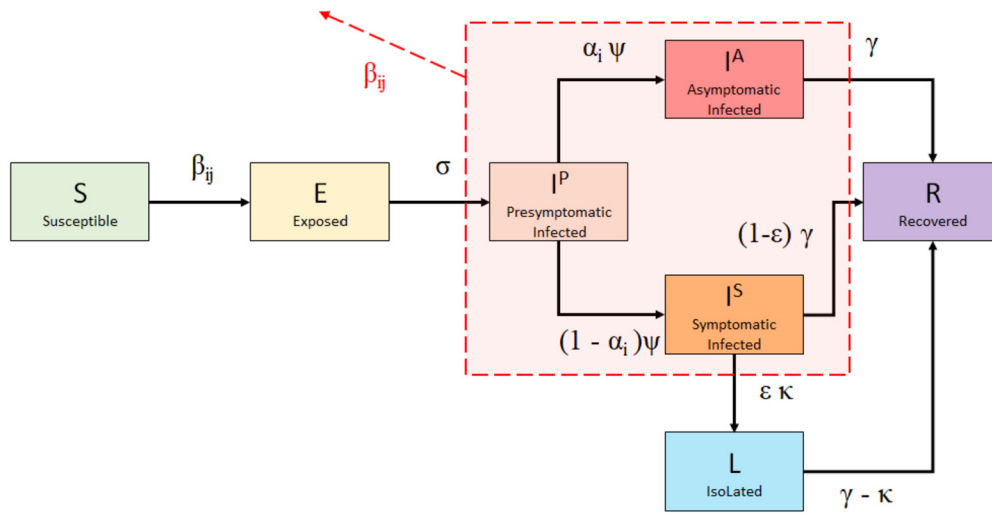 β_ij
α_i ψ
I^A
Asymptomatic
Infected
γ
S
Susceptible
β_ij
E
Exposed
σ
I^P
Presymptomatic
Infected
R
Recovered
(1-ε) γ
I^S
Symptomatic
Infected
(1 - α_i )ψ
ε κ
L
IsoLated
γ - κ